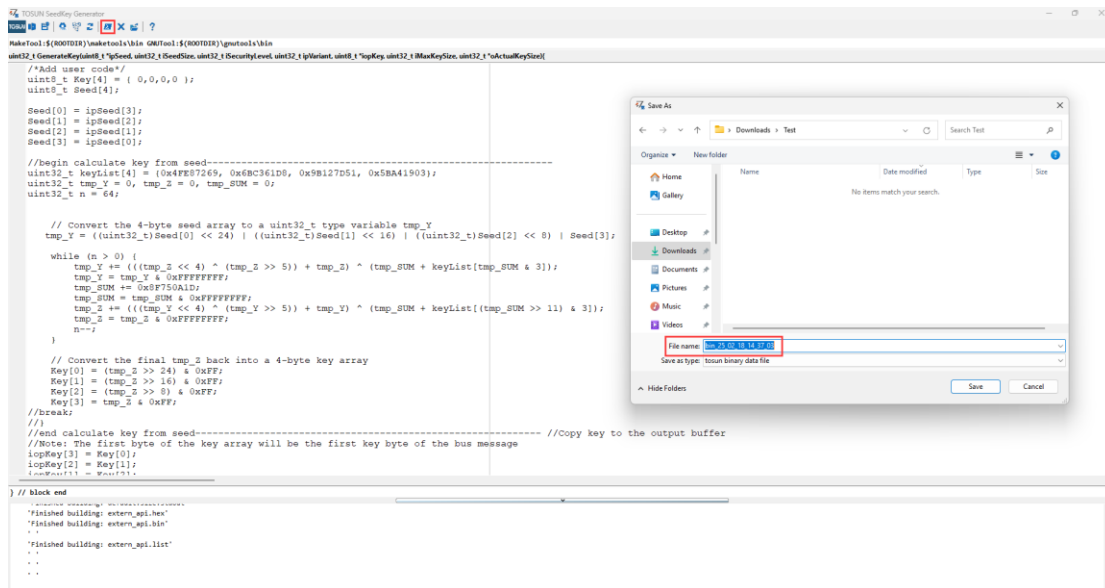 TOSUN SeedKey Generator
TOSUN
MakeTool:$(ROOTDIR)\maketools\bin GNUTool:$(ROOTDIR)\gnutools\bin
uint32_t GenerateKey(uint8_t *ipSeed, uint32_t iSeedSize, uint32_t iSecurityLevel, uint32_t ipVariant, uint8_t *iopKey, uint32_t iMaxKeySize, uint32_t *oActualKeySize){
/*Add user code*/
uint8_t Key[4] = { 0,0,0,0 };
uint8_t Seed[4];
Seed[0] = ipSeed[3];
Seed[1] = ipSeed[2];
Seed[2] = ipSeed[1];
Seed[3] = ipSeed[0];
//begin calculate key from seed------------------------------------------------------------------
uint32_t keyList[4] = {0x4FE87269, 0x6BC361D8, 0x9B127D51, 0x5BA41903};
uint32_t tmp_Y = 0, tmp_Z = 0, tmp_SUM = 0;
uint32_t n = 64;
// Convert the 4-byte seed array to a uint32_t type variable tmp_Y
tmp_Y = ((uint32_t)Seed[0] << 24) | ((uint32_t)Seed[1] << 16) | ((uint32_t)Seed[2] << 8) | Seed[3];
while (n > 0) {
tmp_Y += (((tmp_Z << 4) ^ (tmp_Z >> 5)) + tmp_Z) ^ (tmp_SUM + keyList[tmp_SUM & 3]);
tmp_Y = tmp_Y & 0xFFFFFFFF;
tmp_SUM += 0x8F750A1D;
tmp_SUM = tmp_SUM & 0xFFFFFFFF;
tmp_Z += (((tmp_Y << 4) ^ (tmp_Y >> 5)) + tmp_Y) ^ (tmp_SUM + keyList[(tmp_SUM >> 11) & 3]);
tmp_Z = tmp_Z & 0xFFFFFFFF;
n--;
}
// Convert the final tmp_Z back into a 4-byte key array
Key[0] = (tmp_Z >> 24) & 0xFF;
Key[1] = (tmp_Z >> 16) & 0xFF;
Key[2] = (tmp_Z >> 8) & 0xFF;
Key[3] = tmp_Z & 0xFF;
//break;
//}
//end calculate key from seed------------------------------------------------------------------ //Copy key to the output buffer
//Note: The first byte of the key array will be the first key byte of the bus message
iopKey[3] = Key[0];
iopKey[2] = Key[1];
iopKey[1] = Key[2];
} // block end
'Finished building: extern_api.hex'
'Finished building: extern_api.bin'
' '
'Finished building: extern_api.list'
' '
' '
' '
Save As
Downloads > Test
Search Test
Organize
New folder
Name
Date modified
Type
Size
No items match your search.
Home
Gallery
Desktop
Downloads
Documents
Pictures
Music
Videos
File name: bin_25_02_18_14_37_03
Save as type: tosun binary data file
Hide Folders
Save
Cancel